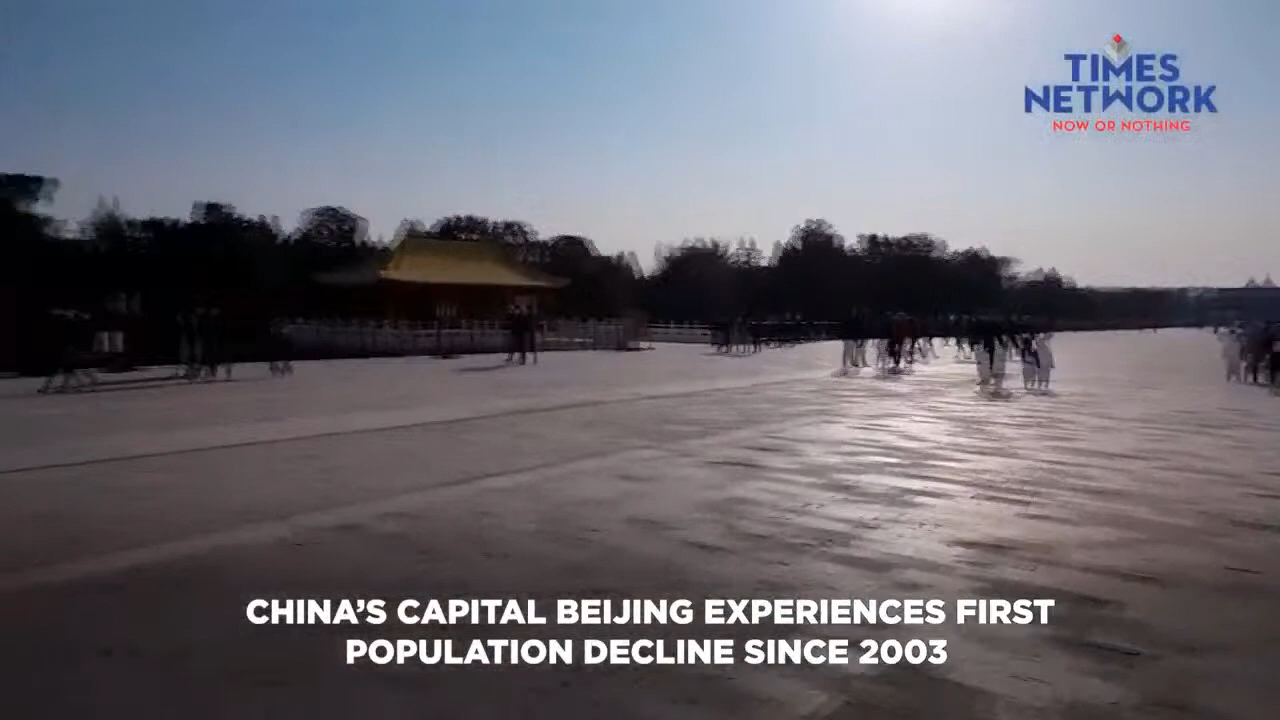 TIMES
NETWORK
NOW OR NOTHING
CHINA'S CAPITAL BEIJING EXPERIENCES FIRST
POPULATION DECLINE SINCE 2003